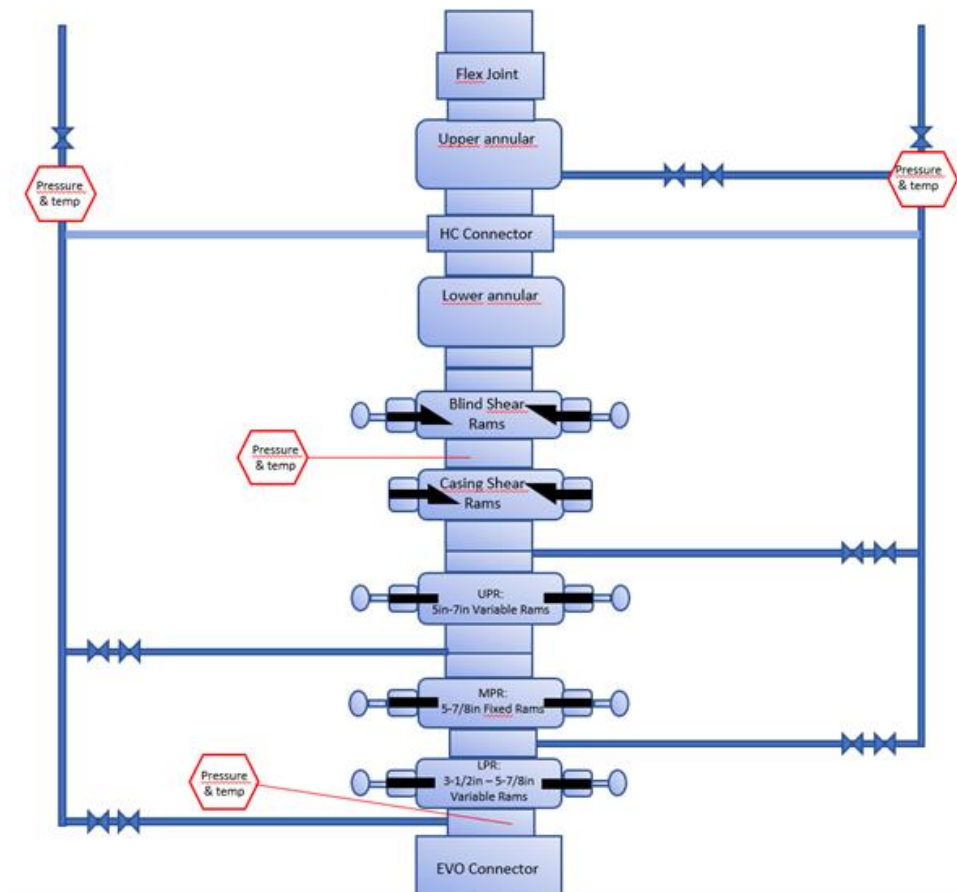 Flex Joint
Upper annular
Pressure
& temp
Pressure
& temp
HC Connector
Lower annular
Blind Shear
Rams
Pressure
& temp
Casing Shear
Rams
UPR:
5in-7in Variable Rams
MPR:
5-7/8in Fixed Rams
LPR:
3-1/2in – 5-7/8in
Variable Rams
Pressure
& temp
EVO Connector